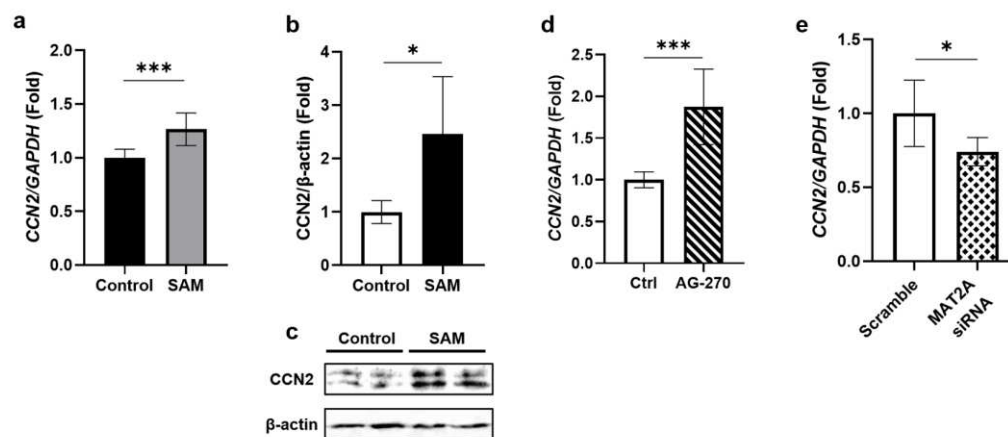 a
CCN2/GAPDH (Fold)
2.0
1.5
1.0
0.5
0.0
***
Control SAM
b
CCN2/β-actin (Fold)
6
4
2
1
0
*
Control SAM
c
Control SAM
CCN2
β-actin
d
CCN2/GAPDH (Fold)
2.5
2.0
1.5
1.0
0.5
0.0
***
Ctrl AG-270
e
CCN2/GAPDH (Fold)
1.5
1.0
0.5
0.0
*
Scramble
MAT2A
siRNA